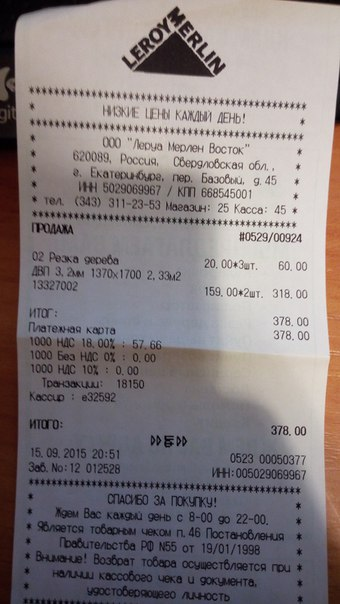 LEROY MERLIN
НИЗКИЕ ЦЕНЫ КАЖДЫЙ ДЕНЬ!
ООО "Леруа Мерлен Восток"
620089, Россия, Свердловская обл.,
г. Екатеринбург, пер. Базовый, д.45
ИНН 5029069967 / КПП 668545001
* тел. (343) 311-23-53 Магазин: 25 Касса: 45 *
ПРОДАЖА #0529/00924
02 Резка дерева 20.00*3шт. 60.00
ДВП 3,2мм 1370x1700 2,33м2
13327002 159.00*2шт. 318.00
ИТОГ: 378.00
Платежная карта 378.00
1000 НДС 18.00% : 57.66
1000 Без НДС 0% : 0.00
1000 НДС 10% : 0.00
Транзакции: 18150
Кассир : e32592
ИТОГО: 378.00
15.09.2015 20:51 0523 00050377
Зав.No:12 012528 ИНН:005029069967
СПАСИБО ЗА ПОКУПКУ!
Ждем Вас каждый день с 8-00 до 22-00.
* Является товарным чеком п.46 Постановления
Правительства РФ N55 от 19/01/1998
Внимание! Возврат товара осуществляется при
наличии кассового чека и документа,
удостоверяющего личность